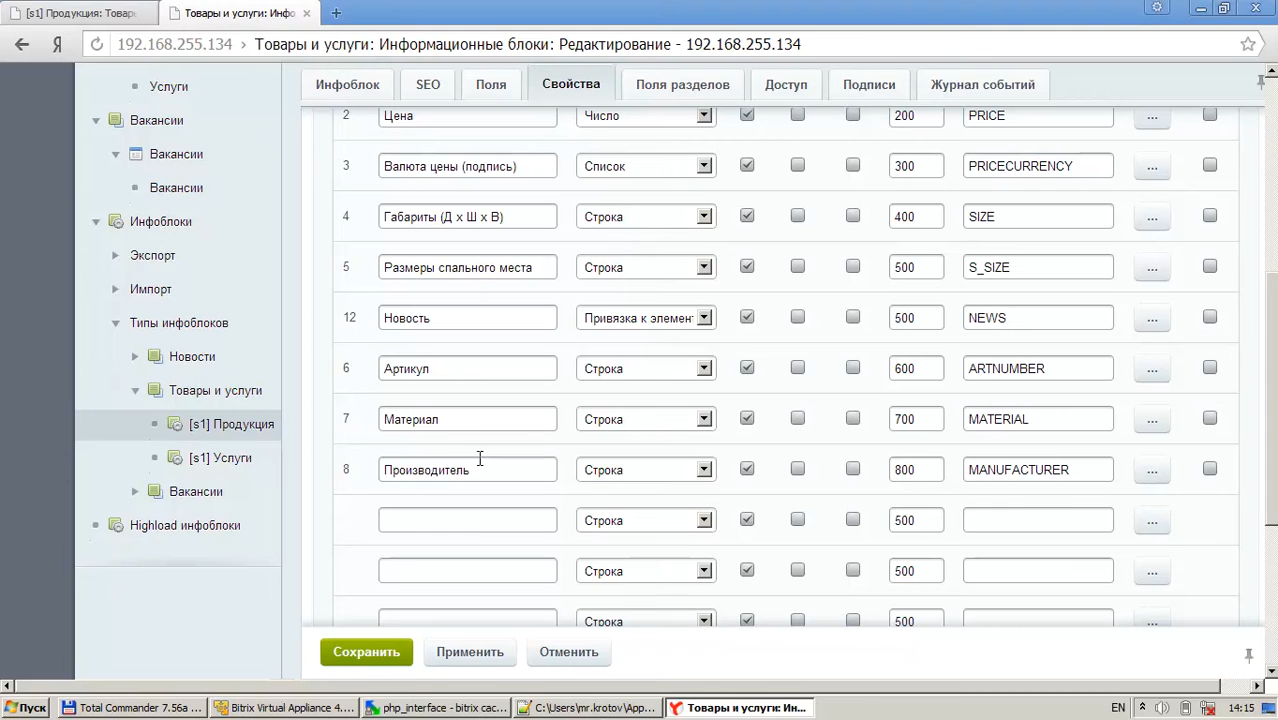 [s1] Продукция: Товары
Товары и услуги: Инфо
192.168.255.134 › Товары и услуги: Информационные блоки: Редактирование - 192.168.255.134
Услуги
Вакансии
Вакансии
Вакансии
Инфоблоки
Экспорт
Импорт
Типы инфоблоков
Новости
Товары и услуги
[s1] Продукция
[s1] Услуги
Вакансии
Highload инфоблоки
Инфоблок SEO Поля Свойства Поля разделов Доступ Подписи Журнал событий
2 Цена Число 200 PRICE ...
3 Валюта цены (подпись) Список 300 PRICECURRENCY ...
4 Габариты (Д x Ш x В) Строка 400 SIZE ...
5 Размеры спального места Строка 500 S_SIZE ...
12 Новость Привязка к элемен 500 NEWS ...
6 Артикул Строка 600 ARTNUMBER ...
7 Материал Строка 700 MATERIAL ...
8 Производитель Строка 800 MANUFACTURER ...
Строка 500 ...
Строка 500 ...
Строка 500
Сохранить Применить Отменить
Пуск Total Commander 7.56a ... Bitrix Virtual Appliance 4.... php_interface - bitrix cau... C:\Users\mr.krotov\App... Товары и услуги: Ин... EN 14:15